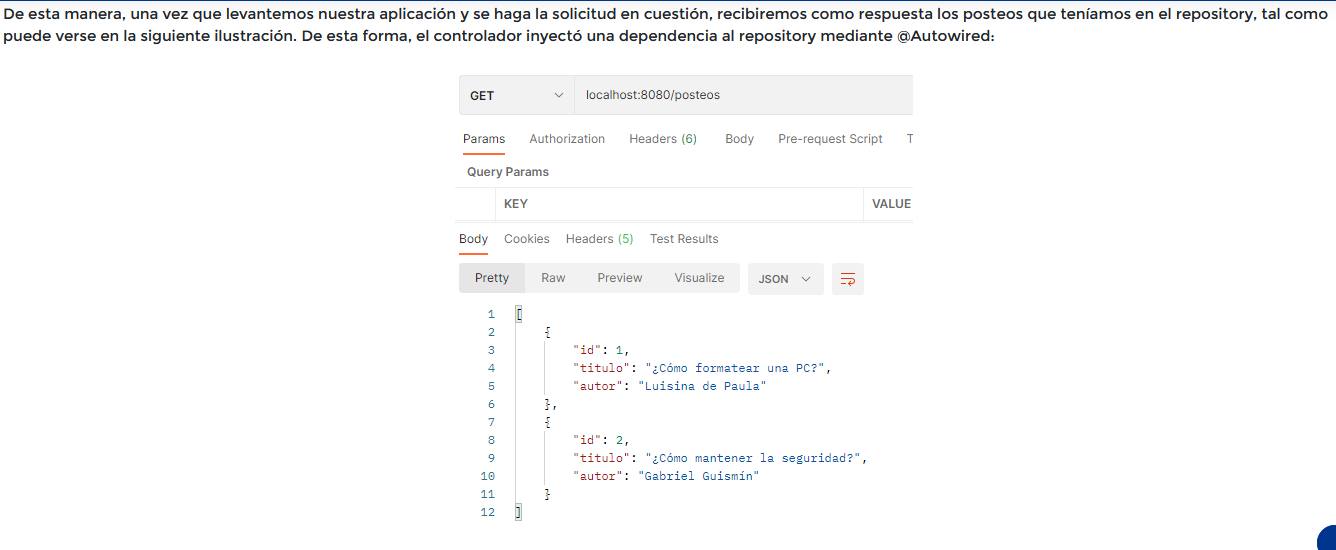 De esta manera, una vez que levantemos nuestra aplicación y se haga la solicitud en cuestión, recibiremos como respuesta los posteos que teníamos en el repository, tal como
puede verse en la siguiente ilustración. De esta forma, el controlador inyectó una dependencia al repository mediante @Autowired:
GET localhost:8080/posteos
Params Authorization Headers (6) Body Pre-request Script T
Query Params
KEY VALUE
Body Cookies Headers (5) Test Results
Pretty Raw Preview Visualize JSON
1 [
2 {
3 "id": 1,
4 "titulo": "¿Cómo formatear una PC?",
5 "autor": "Luisina de Paula"
6 },
7 {
8 "id": 2,
9 "titulo": "¿Cómo mantener la seguridad?",
10 "autor": "Gabriel Guismín"
11 }
12 ]